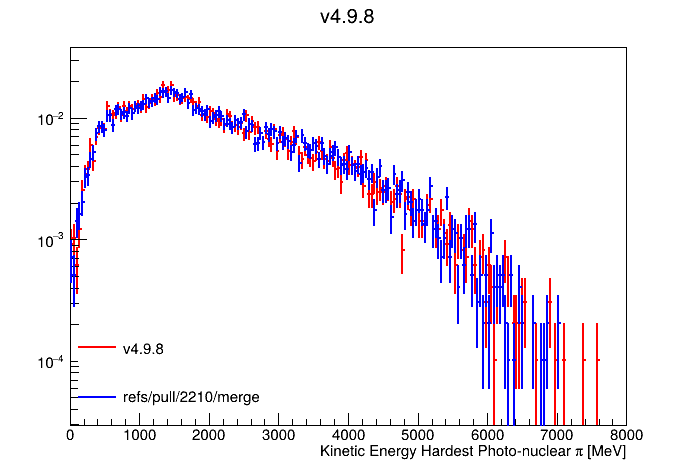 v4.9.8
10⁻²
10⁻³
10⁻⁴
v4.9.8
refs/pull/2210/merge
0 1000 2000 3000 4000 5000 6000 7000 8000
Kinetic Energy Hardest Photo-nuclear π [MeV]